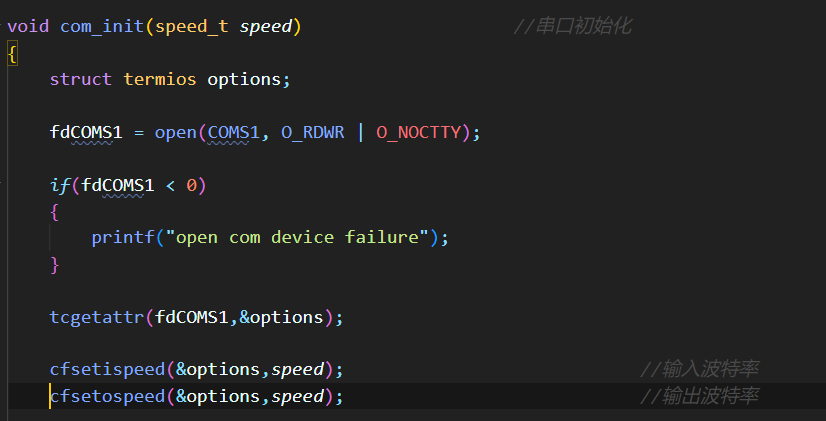 void com_init(speed_t speed) //串口初始化
{
struct termios options;
fdCOMS1 = open(COMS1, O_RDWR | O_NOCTTY);
if(fdCOMS1 < 0)
{
printf("open com device failure");
}
tcgetattr(fdCOMS1,&options);
cfsetispeed(&options,speed); //输入波特率
cfsetospeed(&options,speed); //输出波特率